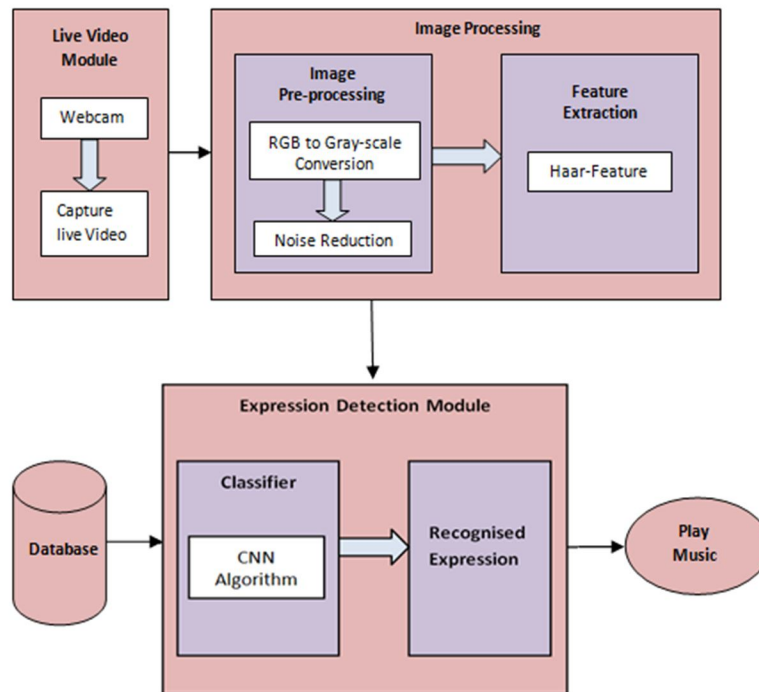 Live Video
Module
Webcam
Capture
live Video
Image Processing
Image
Pre-processing
RGB to Gray-scale
Conversion
Noise Reduction
Feature
Extraction
Haar-Feature
Expression Detection Module
Database
Classifier
CNN
Algorithm
Recognised
Expression
Play
Music